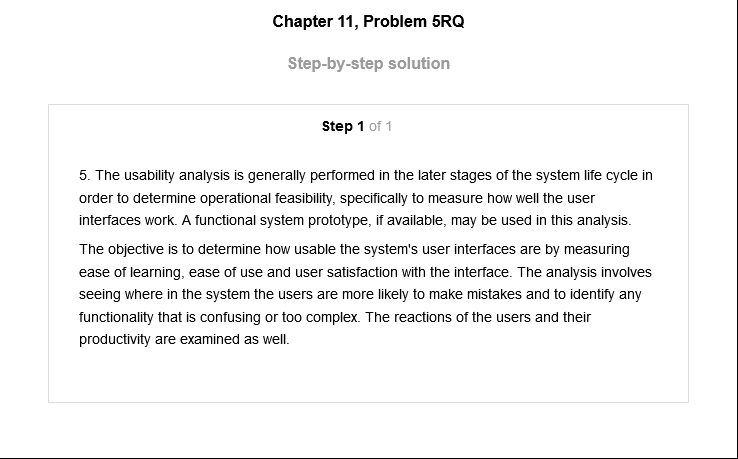 Chapter 11, Problem 5RQ
Step-by-step solution
Step 1 of 1
5. The usability analysis is generally performed in the later stages of the system life cycle in
order to determine operational feasibility, specifically to measure how well the user
interfaces work. A functional system prototype, if available, may be used in this analysis.
The objective is to determine how usable the system's user interfaces are by measuring
ease of learning, ease of use and user satisfaction with the interface. The analysis involves
seeing where in the system the users are more likely to make mistakes and to identify any
functionality that is confusing or too complex. The reactions of the users and their
productivity are examined as well.